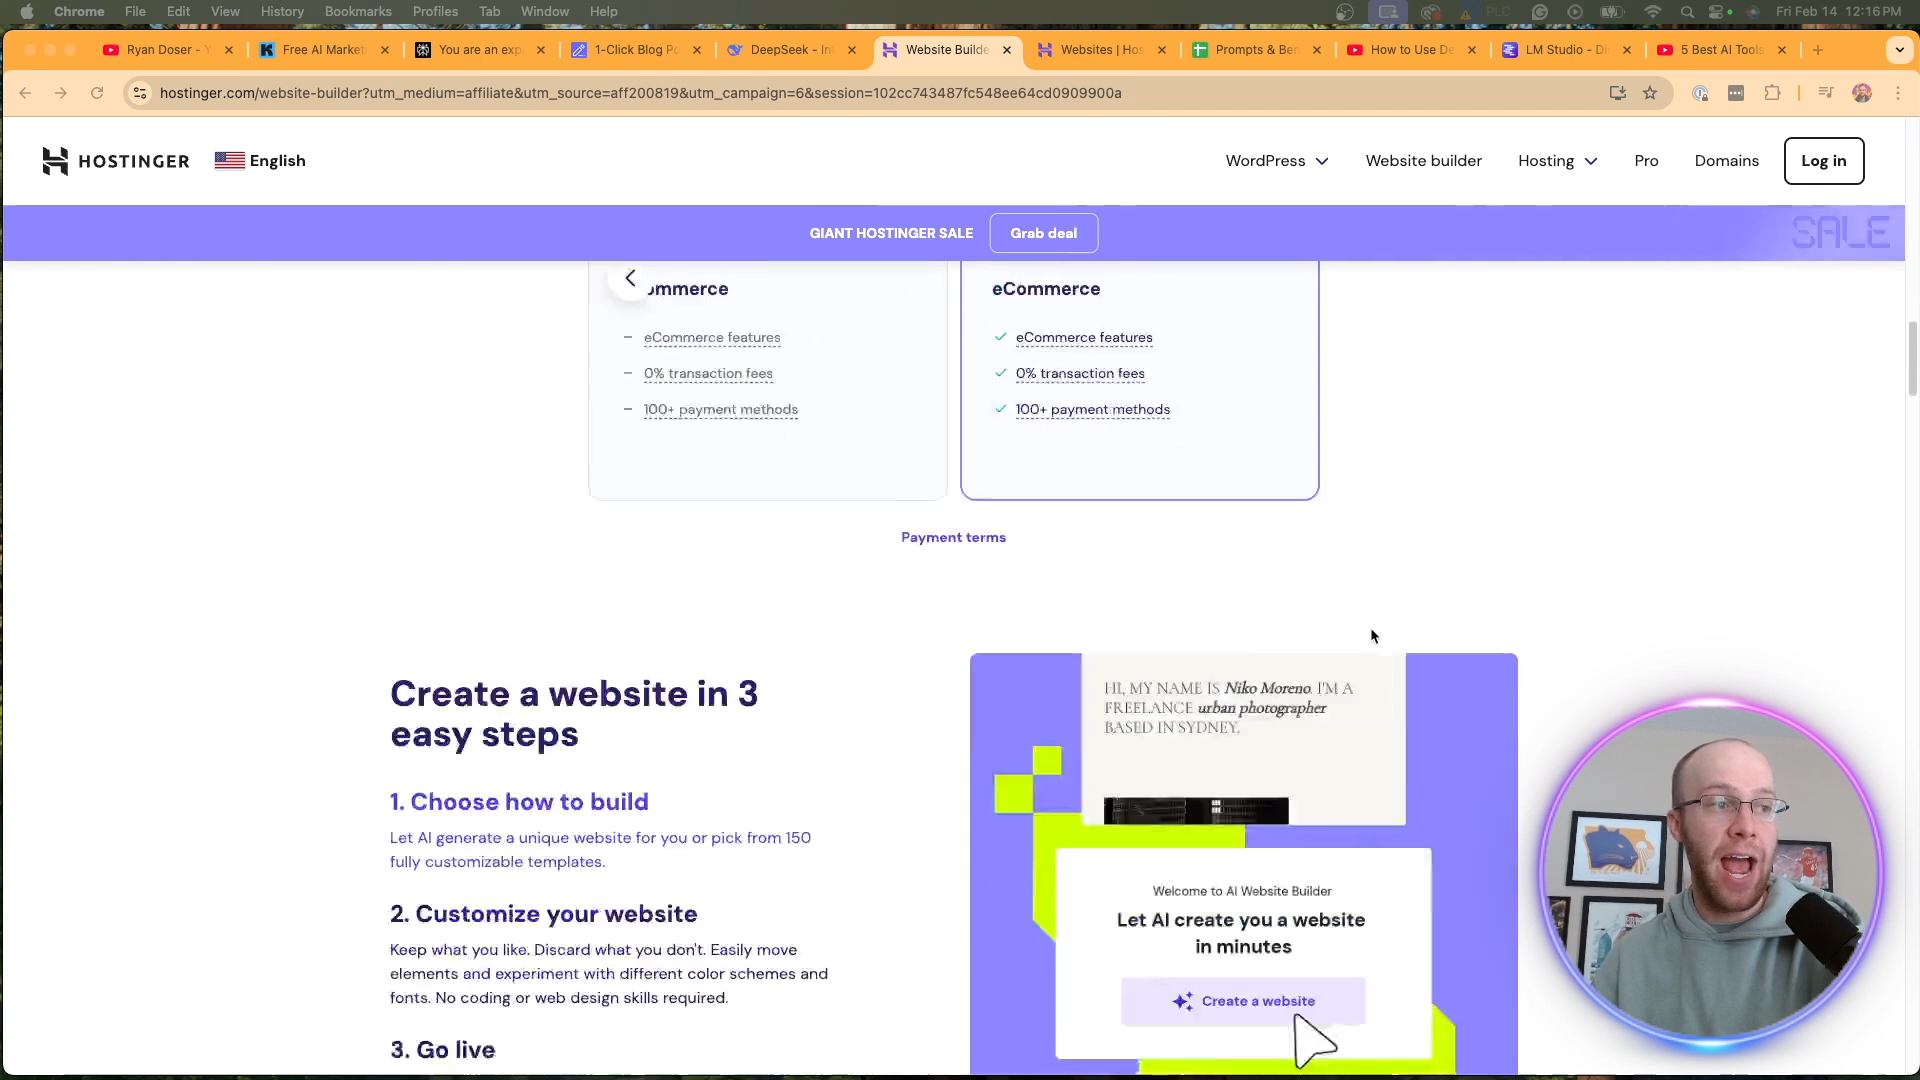 Chrome File Edit View History Bookmarks Profiles Tab Window Help
PLC
Fri Feb 14 12:16 PM
Ryan Doser - Y
Free AI Market
You are an exp
1-Click Blog Po
DeepSeek - Int
Website Builde
Websites | Hos
Prompts & Ben
How to Use De
LM Studio - Di
5 Best AI Tools
hostinger.com/website-builder?utm_medium=affiliate&utm_source=aff200819&utm_campaign=6&session=102cc743487fc548ee64cd0909900a
HOSTINGER
English
WordPress
Website builder
Hosting
Pro
Domains
Log in
GIANT HOSTINGER SALE
Grab deal
SALE
ommerce
eCommerce features
0% transaction fees
100+ payment methods
eCommerce
eCommerce features
0% transaction fees
100+ payment methods
Payment terms
Create a website in 3
easy steps
1. Choose how to build
Let AI generate a unique website for you or pick from 150
fully customizable templates.
2. Customize your website
Keep what you like. Discard what you don't. Easily move
elements and experiment with different color schemes and
fonts. No coding or web design skills required.
3. Go live
HI, MY NAME IS Niko Moreno. I'M A
FREELANCE urban photographer
BASED IN SYDNEY.
Welcome to AI Website Builder
Let AI create you a website
in minutes
Create a website